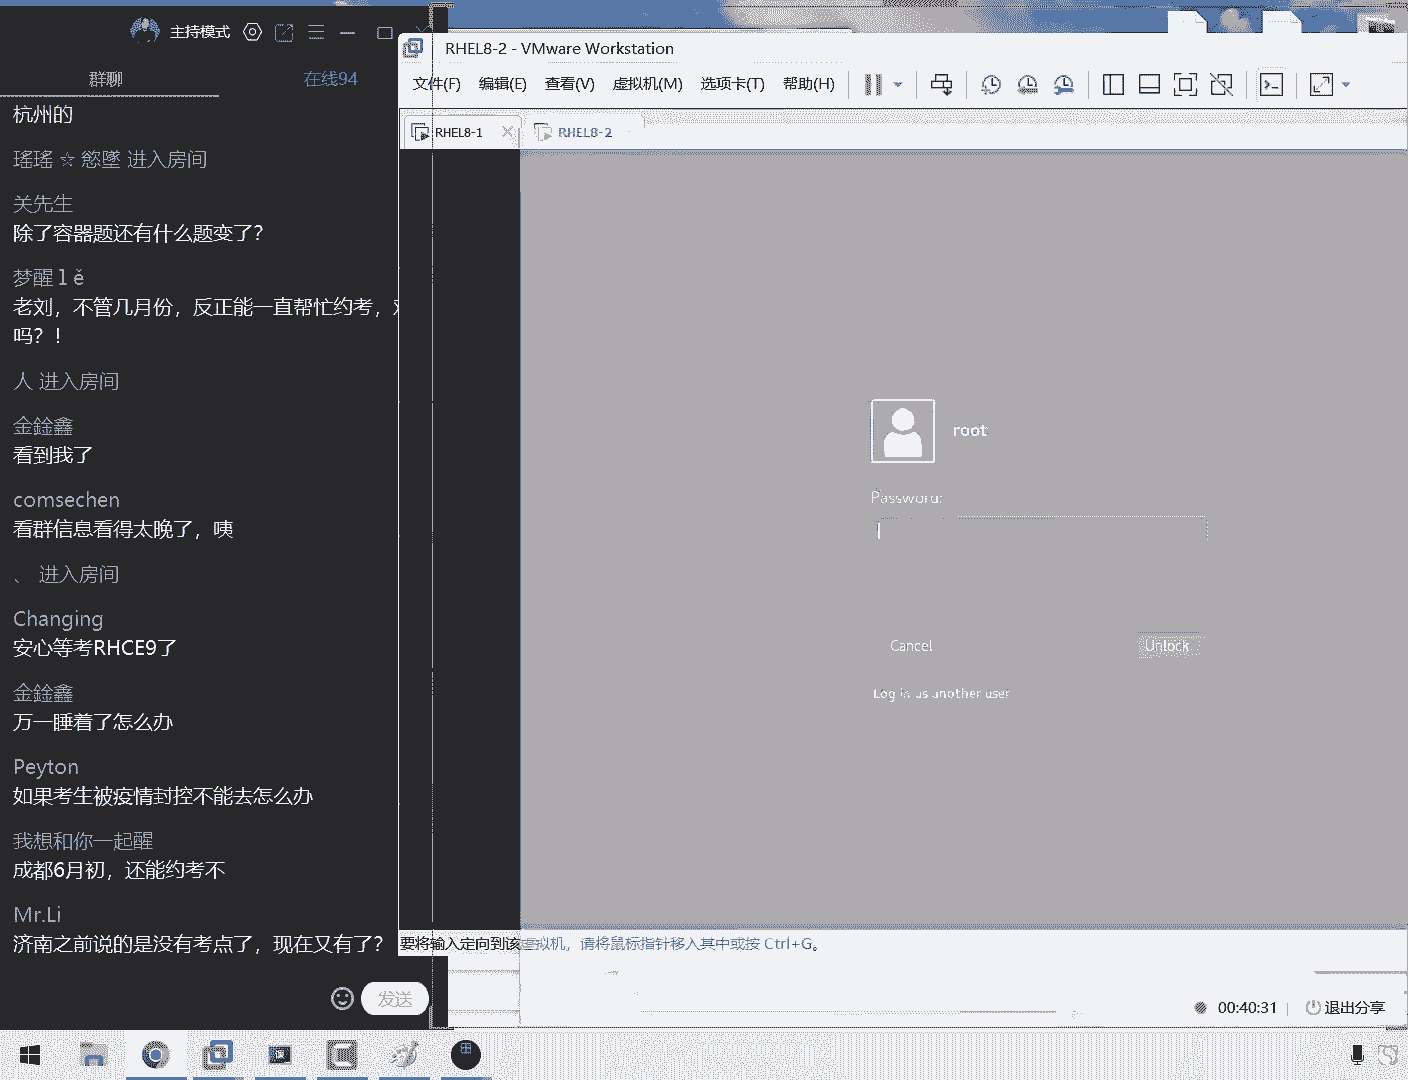 主持模式
群聊
在线94
杭州的
瑤瑤 ☆ 慾墜 进入房间
关先生
除了容器题还有什么题变了？
梦醒 l ě
老刘，不管几月份，反正能一直帮忙约考，
吗？！
人 进入房间
金銓鑫
看到我了
comsechen
看群信息看得太晚了，咦
、 进入房间
Changing
安心等考RHCE9了
金銓鑫
万一睡着了怎么办
Peyton
如果考生被疫情封控不能去怎么办
我想和你一起醒
成都6月初，还能约考不
Mr.Li
济南之前说的是没有考点了，现在又有了？
发送
RHEL8-2 - VMware Workstation
文件(F) 编辑(E) 查看(V) 虚拟机(M) 选项卡(T) 帮助(H)
RHEL8-1
RHEL8-2
root
Password:
Cancel
Unlock
Log in as another user
要将输入定向到该虚拟机，请将鼠标指针移入其中或按 Ctrl+G。
00:40:31
退出分享